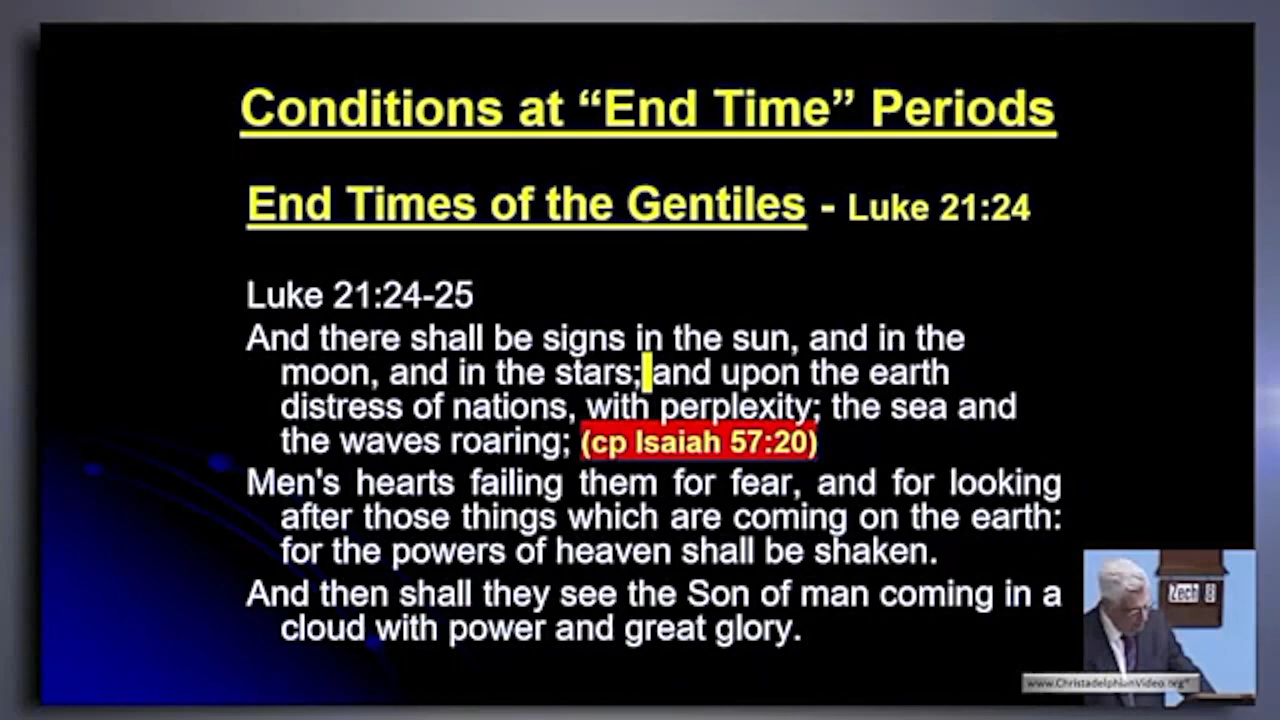 Conditions at “End Time” Periods
End Times of the Gentiles - Luke 21:24
Luke 21:24-25
And there shall be signs in the sun, and in the
moon, and in the stars; and upon the earth
distress of nations, with perplexity; the sea and
the waves roaring; (cp Isaiah 57:20)
Men's hearts failing them for fear, and for looking
after those things which are coming on the earth:
for the powers of heaven shall be shaken.
And then shall they see the Son of man coming in a
cloud with power and great glory.
Zech 8
www.ChristadelphianVideo.org